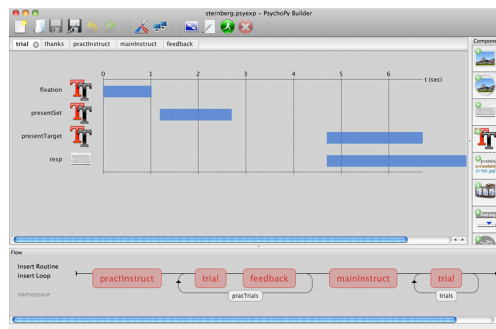 sternberg.psyexp - PsychoPy Builder
trial thanks practInstruct mainInstruct feedback
Compone
0 1 2 3 4 5 6 t (sec)
fixation
presentSet
presentTarget
resp
Flow
Insert Routine
Insert Loop
namespace
practInstruct trial feedback mainInstruct trial
pracTrials trials